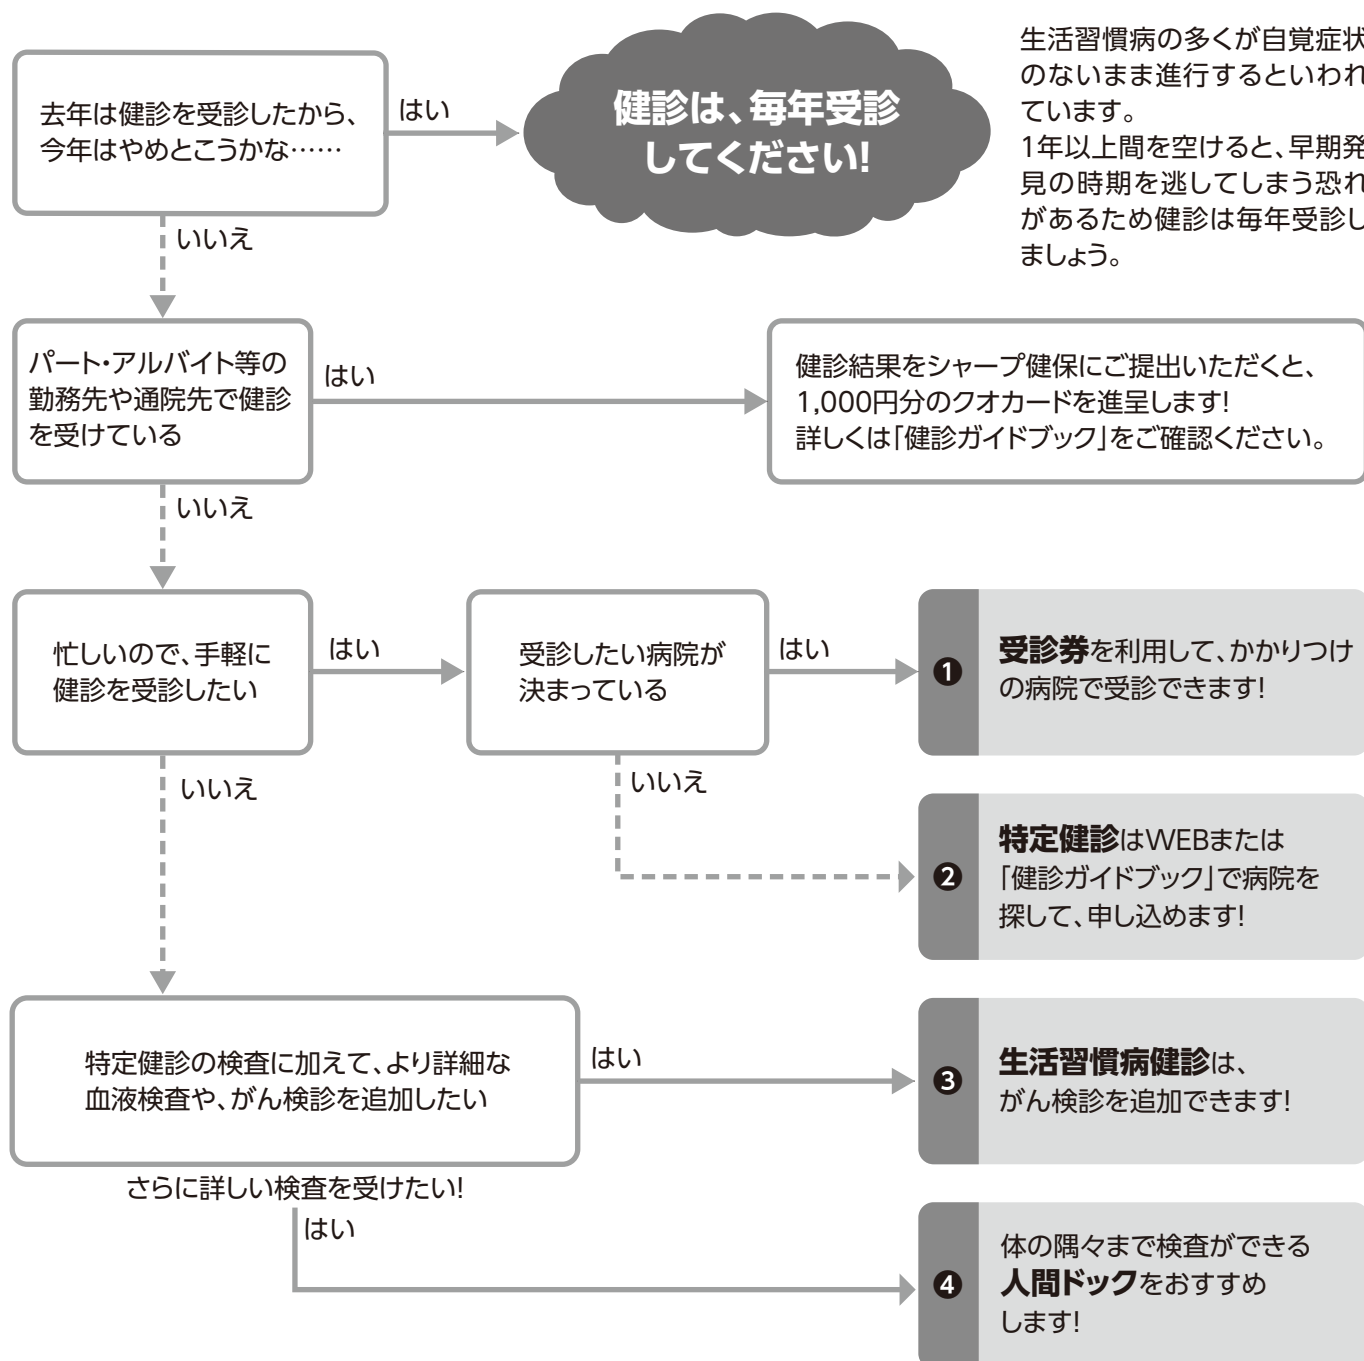 去年は健診を受診したから、
今年はやめとこうかな……
はい
健診は、毎年受診
してください!
生活習慣病の多くが自覚症状
のないまま進行するといわれ
ています。
1年以上間を空けると、早期発
見の時期を逃してしまう恐れ
があるため健診は毎年受診し
ましょう。
いいえ
パート・アルバイト等の
勤務先や通院先で健診
を受けている
はい
健診結果をシャープ健保にご提出いただくと、
1,000円分のクオカードを進呈します!
詳しくは「健診ガイドブック」をご確認ください。
いいえ
忙しいので、手軽に
健診を受診したい
はい
受診したい病院が
決まっている
はい
❶
受診券を利用して、かかりつけ
の病院で受診できます!
いいえ
いいえ
❷
特定健診はWEBまたは
「健診ガイドブック」で病院を
探して、申し込めます!
特定健診の検査に加えて、より詳細な
血液検査や、がん検診を追加したい
はい
❸
生活習慣病健診は、
がん検診を追加できます!
さらに詳しい検査を受けたい!
はい
❹
体の隅々まで検査ができる
人間ドックをおすすめ
します!